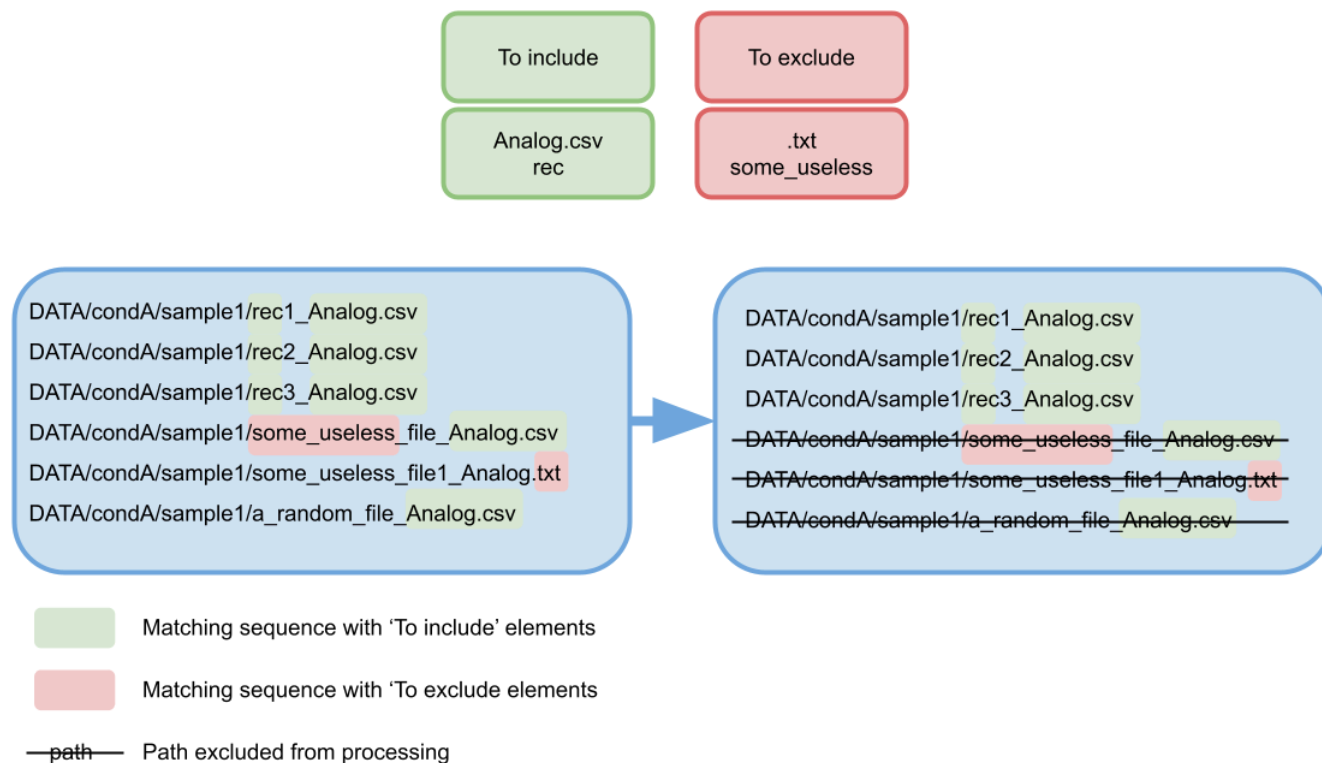 To include
To exclude
Analog.csv
rec
.txt
some_useless
DATA/condA/sample1/rec1_Analog.csv
DATA/condA/sample1/rec2_Analog.csv
DATA/condA/sample1/rec3_Analog.csv
DATA/condA/sample1/some_useless_file_Analog.csv
DATA/condA/sample1/some_useless_file1_Analog.txt
DATA/condA/sample1/a_random_file_Analog.csv
DATA/condA/sample1/rec1_Analog.csv
DATA/condA/sample1/rec2_Analog.csv
DATA/condA/sample1/rec3_Analog.csv
DATA/condA/sample1/some_useless_file_Analog.csv
DATA/condA/sample1/some_useless_file1_Analog.txt
DATA/condA/sample1/a_random_file_Analog.csv
Matching sequence with ‘To include’ elements
Matching sequence with ‘To exclude elements
path Path excluded from processing